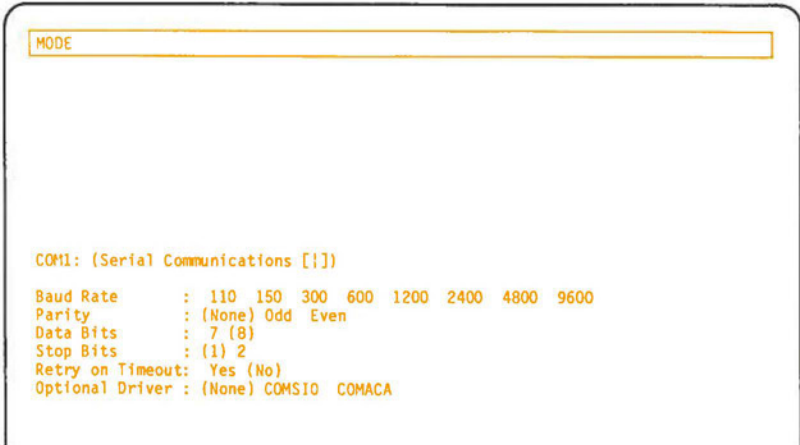 MODE
COM1: (Serial Communications [¦])
Baud Rate : 110 150 300 600 1200 2400 4800 9600
Parity : (None) Odd Even
Data Bits : 7 (8)
Stop Bits : (1) 2
Retry on Timeout: Yes (No)
Optional Driver : (None) COMSIO COMACA